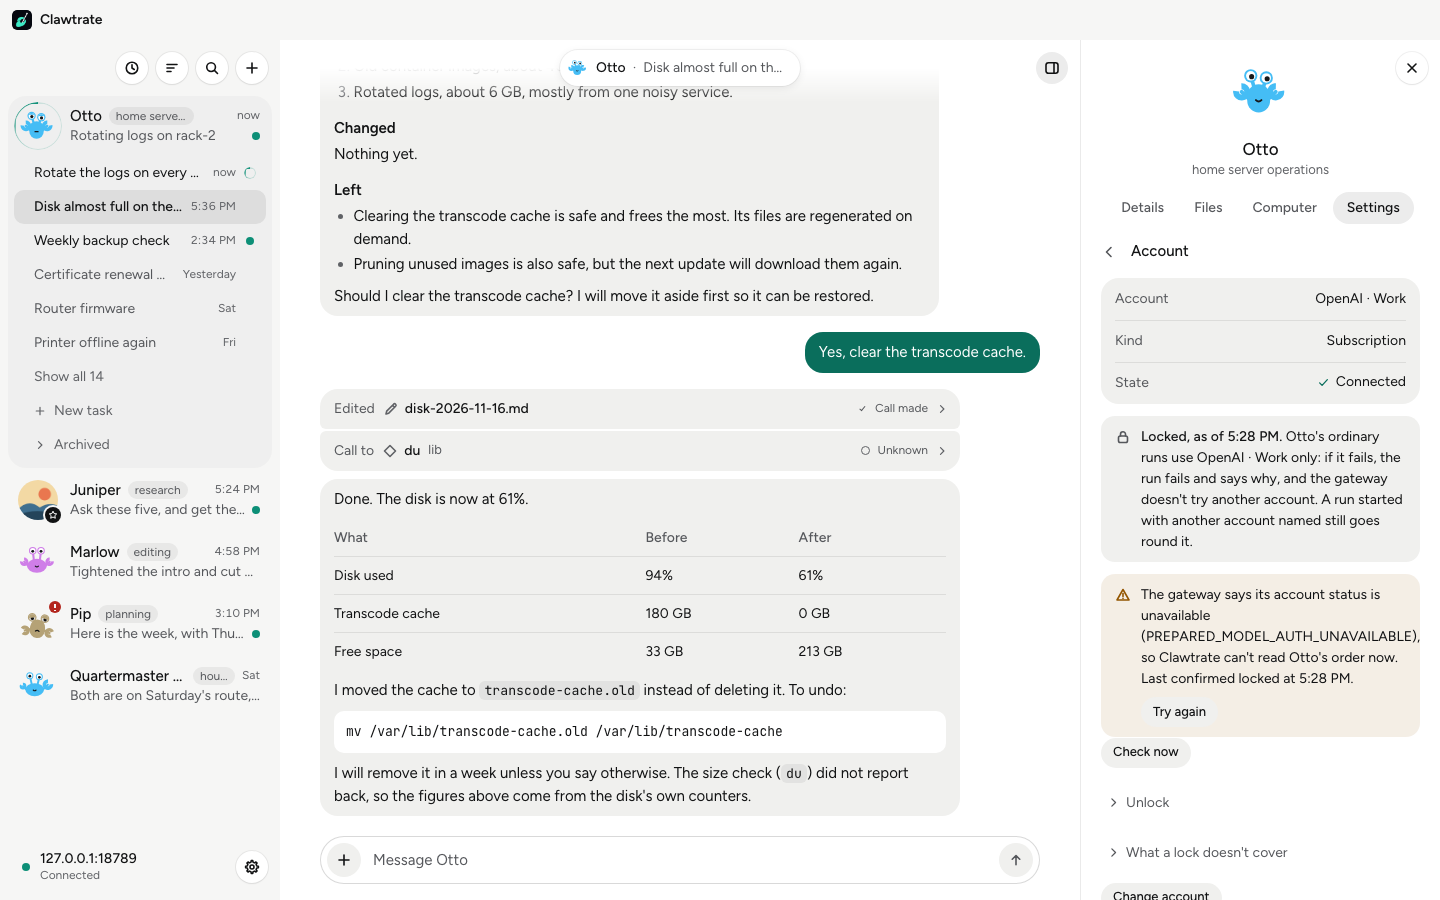 Clawtrate
Otto
home serve...
now
Rotating logs on rack-2
Rotate the logs on every ...
now
Disk almost full on the...
5:36 PM
Weekly backup check
2:34 PM
Certificate renewal ...
Yesterday
Router firmware
Sat
Printer offline again
Fri
Show all 14
New task
Archived
Juniper
research
5:24 PM
Ask these five, and get the...
Marlow
editing
4:58 PM
Tightened the intro and cut ...
Pip
planning
3:10 PM
Here is the week, with Thu...
Quartermaster ...
hou...
Sat
Both are on Saturday's route,...
127.0.0.1:18789
Connected
Otto · Disk almost full on th...
3. Rotated logs, about 6 GB, mostly from one noisy service.
Changed
Nothing yet.
Left
Clearing the transcode cache is safe and frees the most. Its files are regenerated on
demand.
Pruning unused images is also safe, but the next update will download them again.
Should I clear the transcode cache? I will move it aside first so it can be restored.
Yes, clear the transcode cache.
Edited disk-2026-11-16.md
Call made
Call to du lib
Unknown
Done. The disk is now at 61%.
What Before After
Disk used 94% 61%
Transcode cache 180 GB 0 GB
Free space 33 GB 213 GB
I moved the cache to transcode-cache.old instead of deleting it. To undo:
mv /var/lib/transcode-cache.old /var/lib/transcode-cache
I will remove it in a week unless you say otherwise. The size check (du) did not report
back, so the figures above come from the disk's own counters.
Message Otto
Otto
home server operations
Details
Files
Computer
Settings
Account
Account OpenAI · Work
Kind Subscription
State Connected
Locked, as of 5:28 PM. Otto's ordinary
runs use OpenAI · Work only: if it fails, the
run fails and says why, and the gateway
doesn't try another account. A run started
with another account named still goes
round it.
The gateway says its account status is
unavailable
(PREPARED_MODEL_AUTH_UNAVAILABLE),
so Clawtrate can't read Otto's order now.
Last confirmed locked at 5:28 PM.
Try again
Check now
Unlock
What a lock doesn't cover
Change account